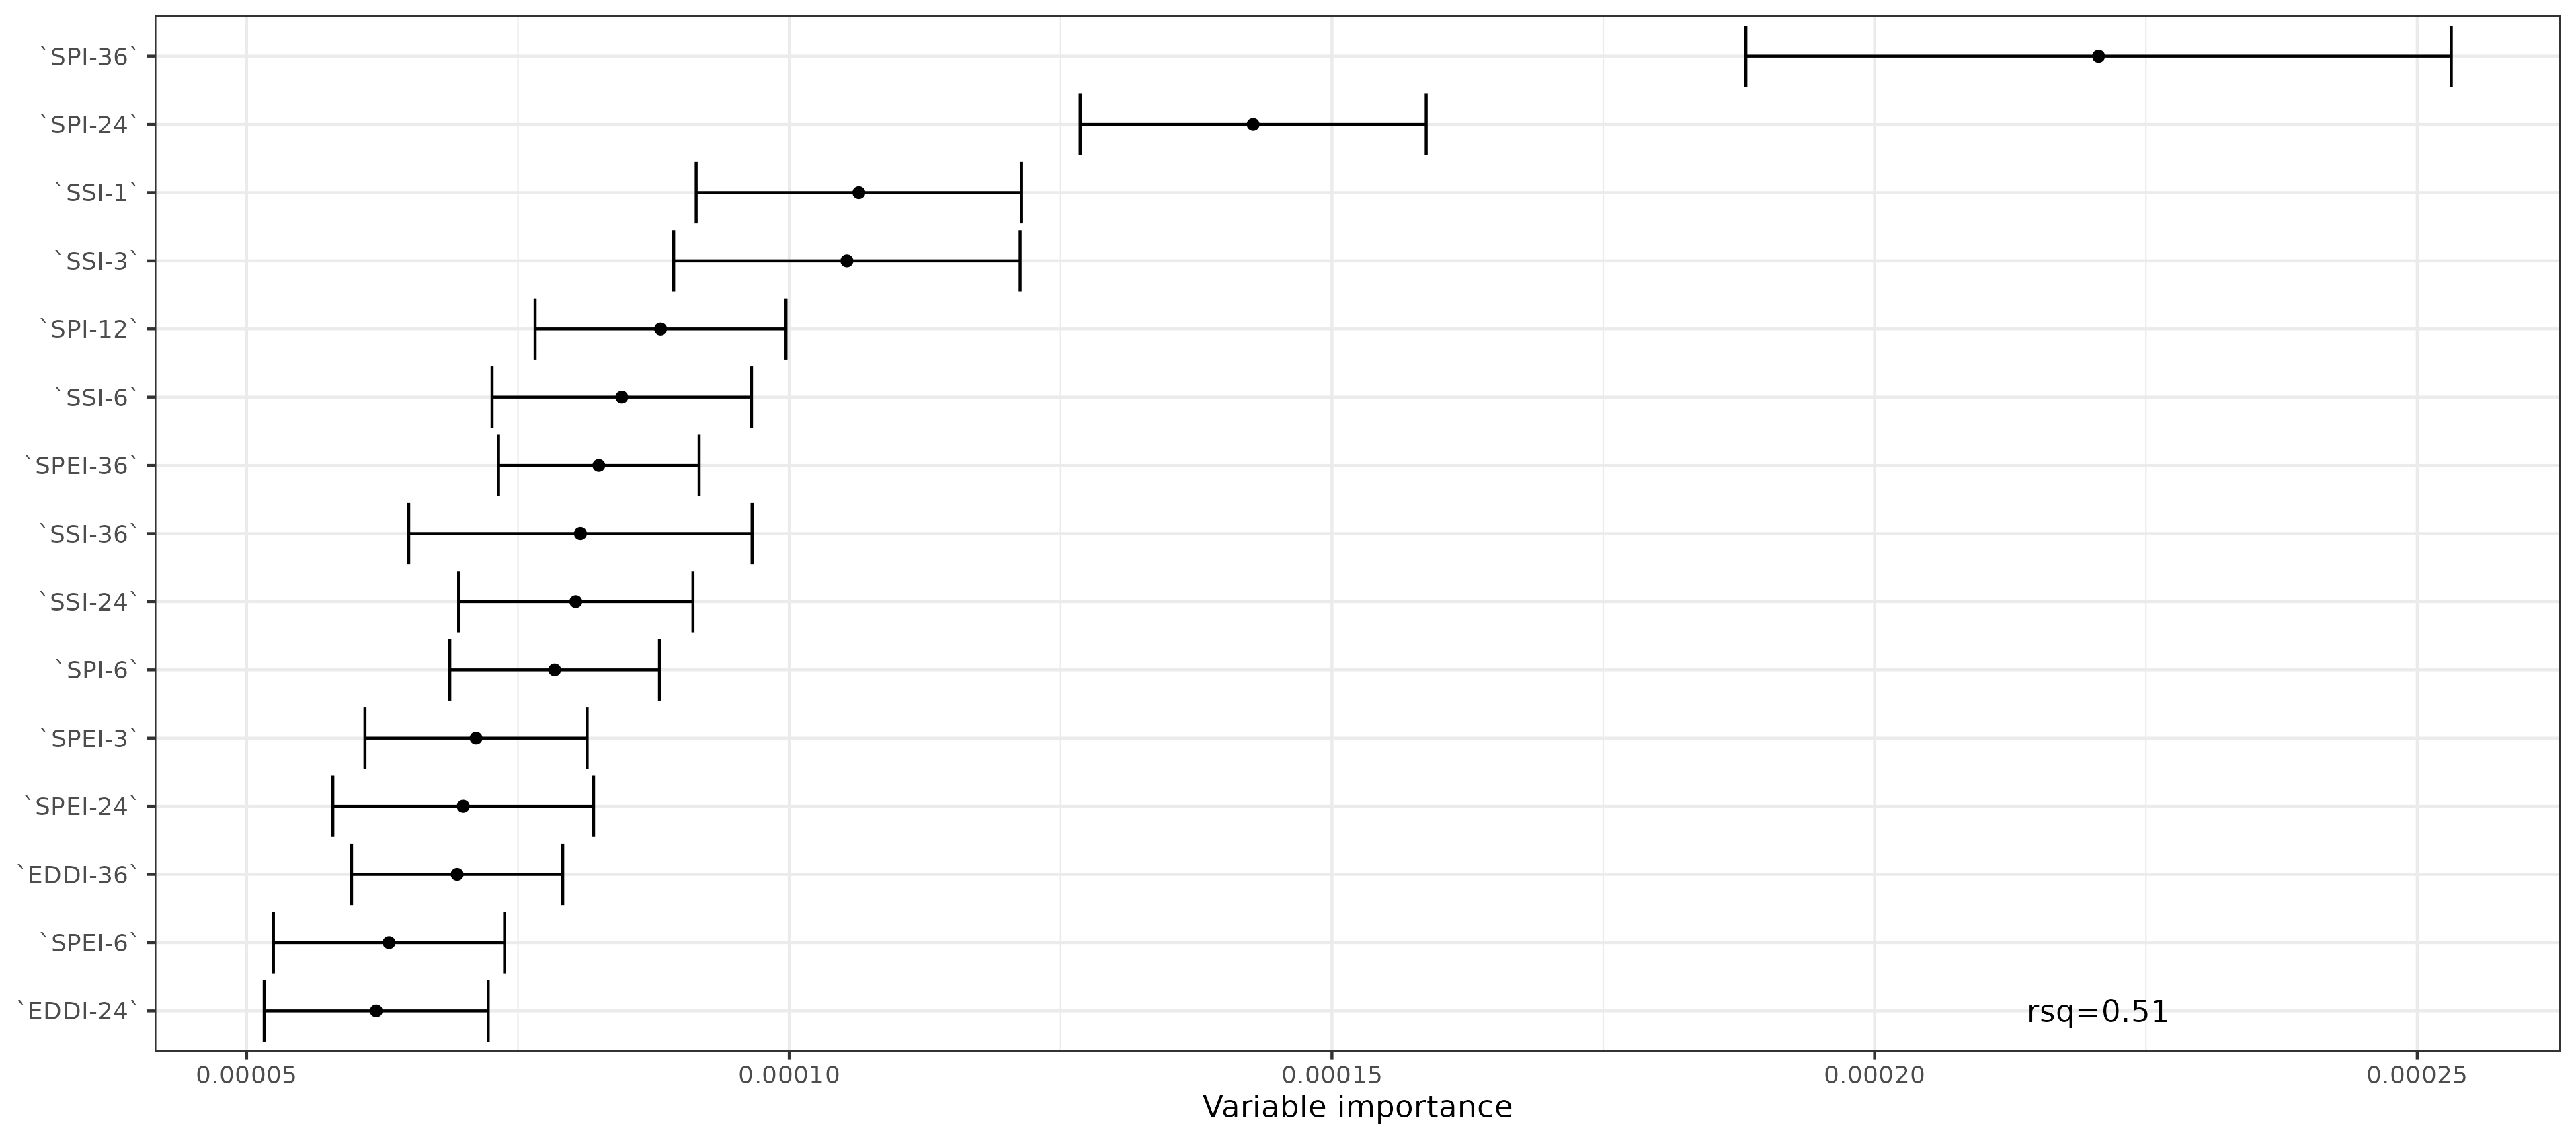 `SPI-36`
`SPI-24`
`SSI-1`
`SSI-3`
`SPI-12`
`SSI-6`
`SPEI-36`
`SSI-36`
`SSI-24`
`SPI-6`
`SPEI-3`
`SPEI-24`
`EDDI-36`
`SPEI-6`
`EDDI-24`
rsq=0.51
0.00005 0.00010 0.00015 0.00020 0.00025
Variable importance